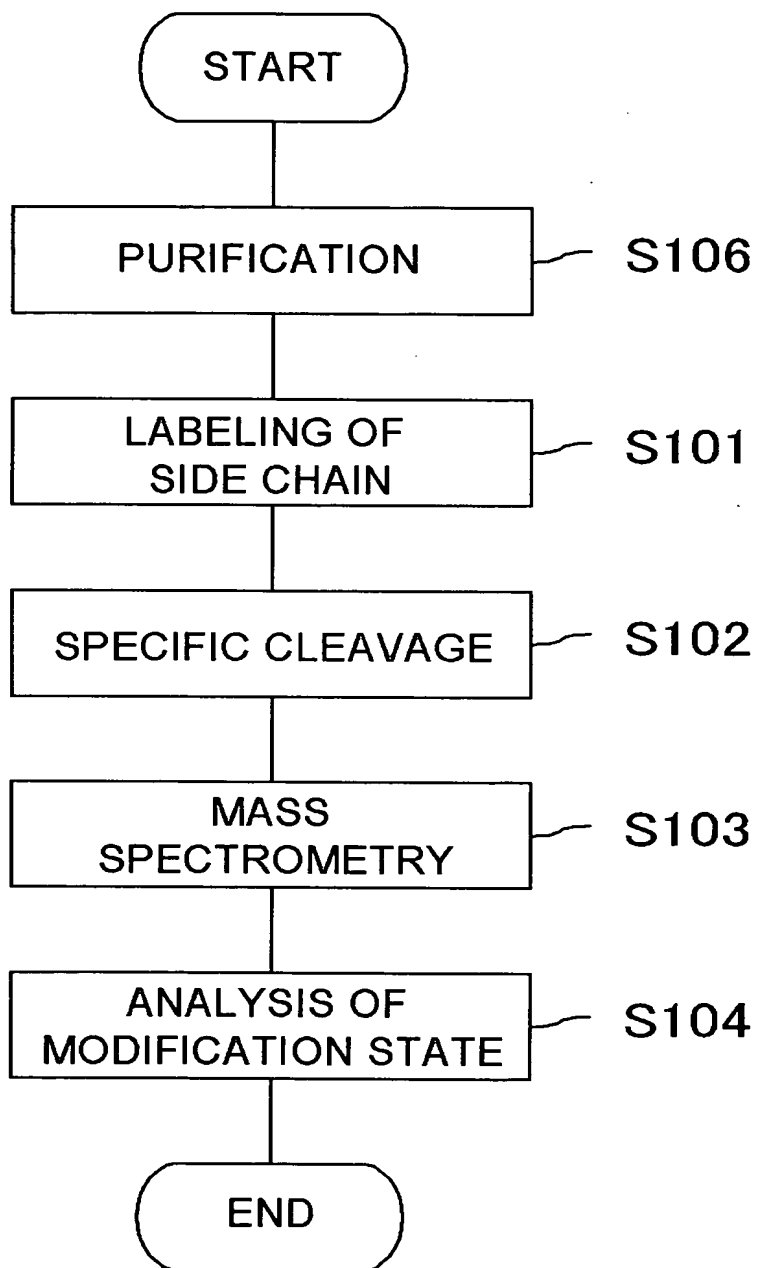 START
PURIFICATION
S106
LABELING OF
SIDE CHAIN
S101
SPECIFIC CLEAVAGE
S102
MASS
SPECTROMETRY
S103
ANALYSIS OF
MODIFICATION STATE
S104
END